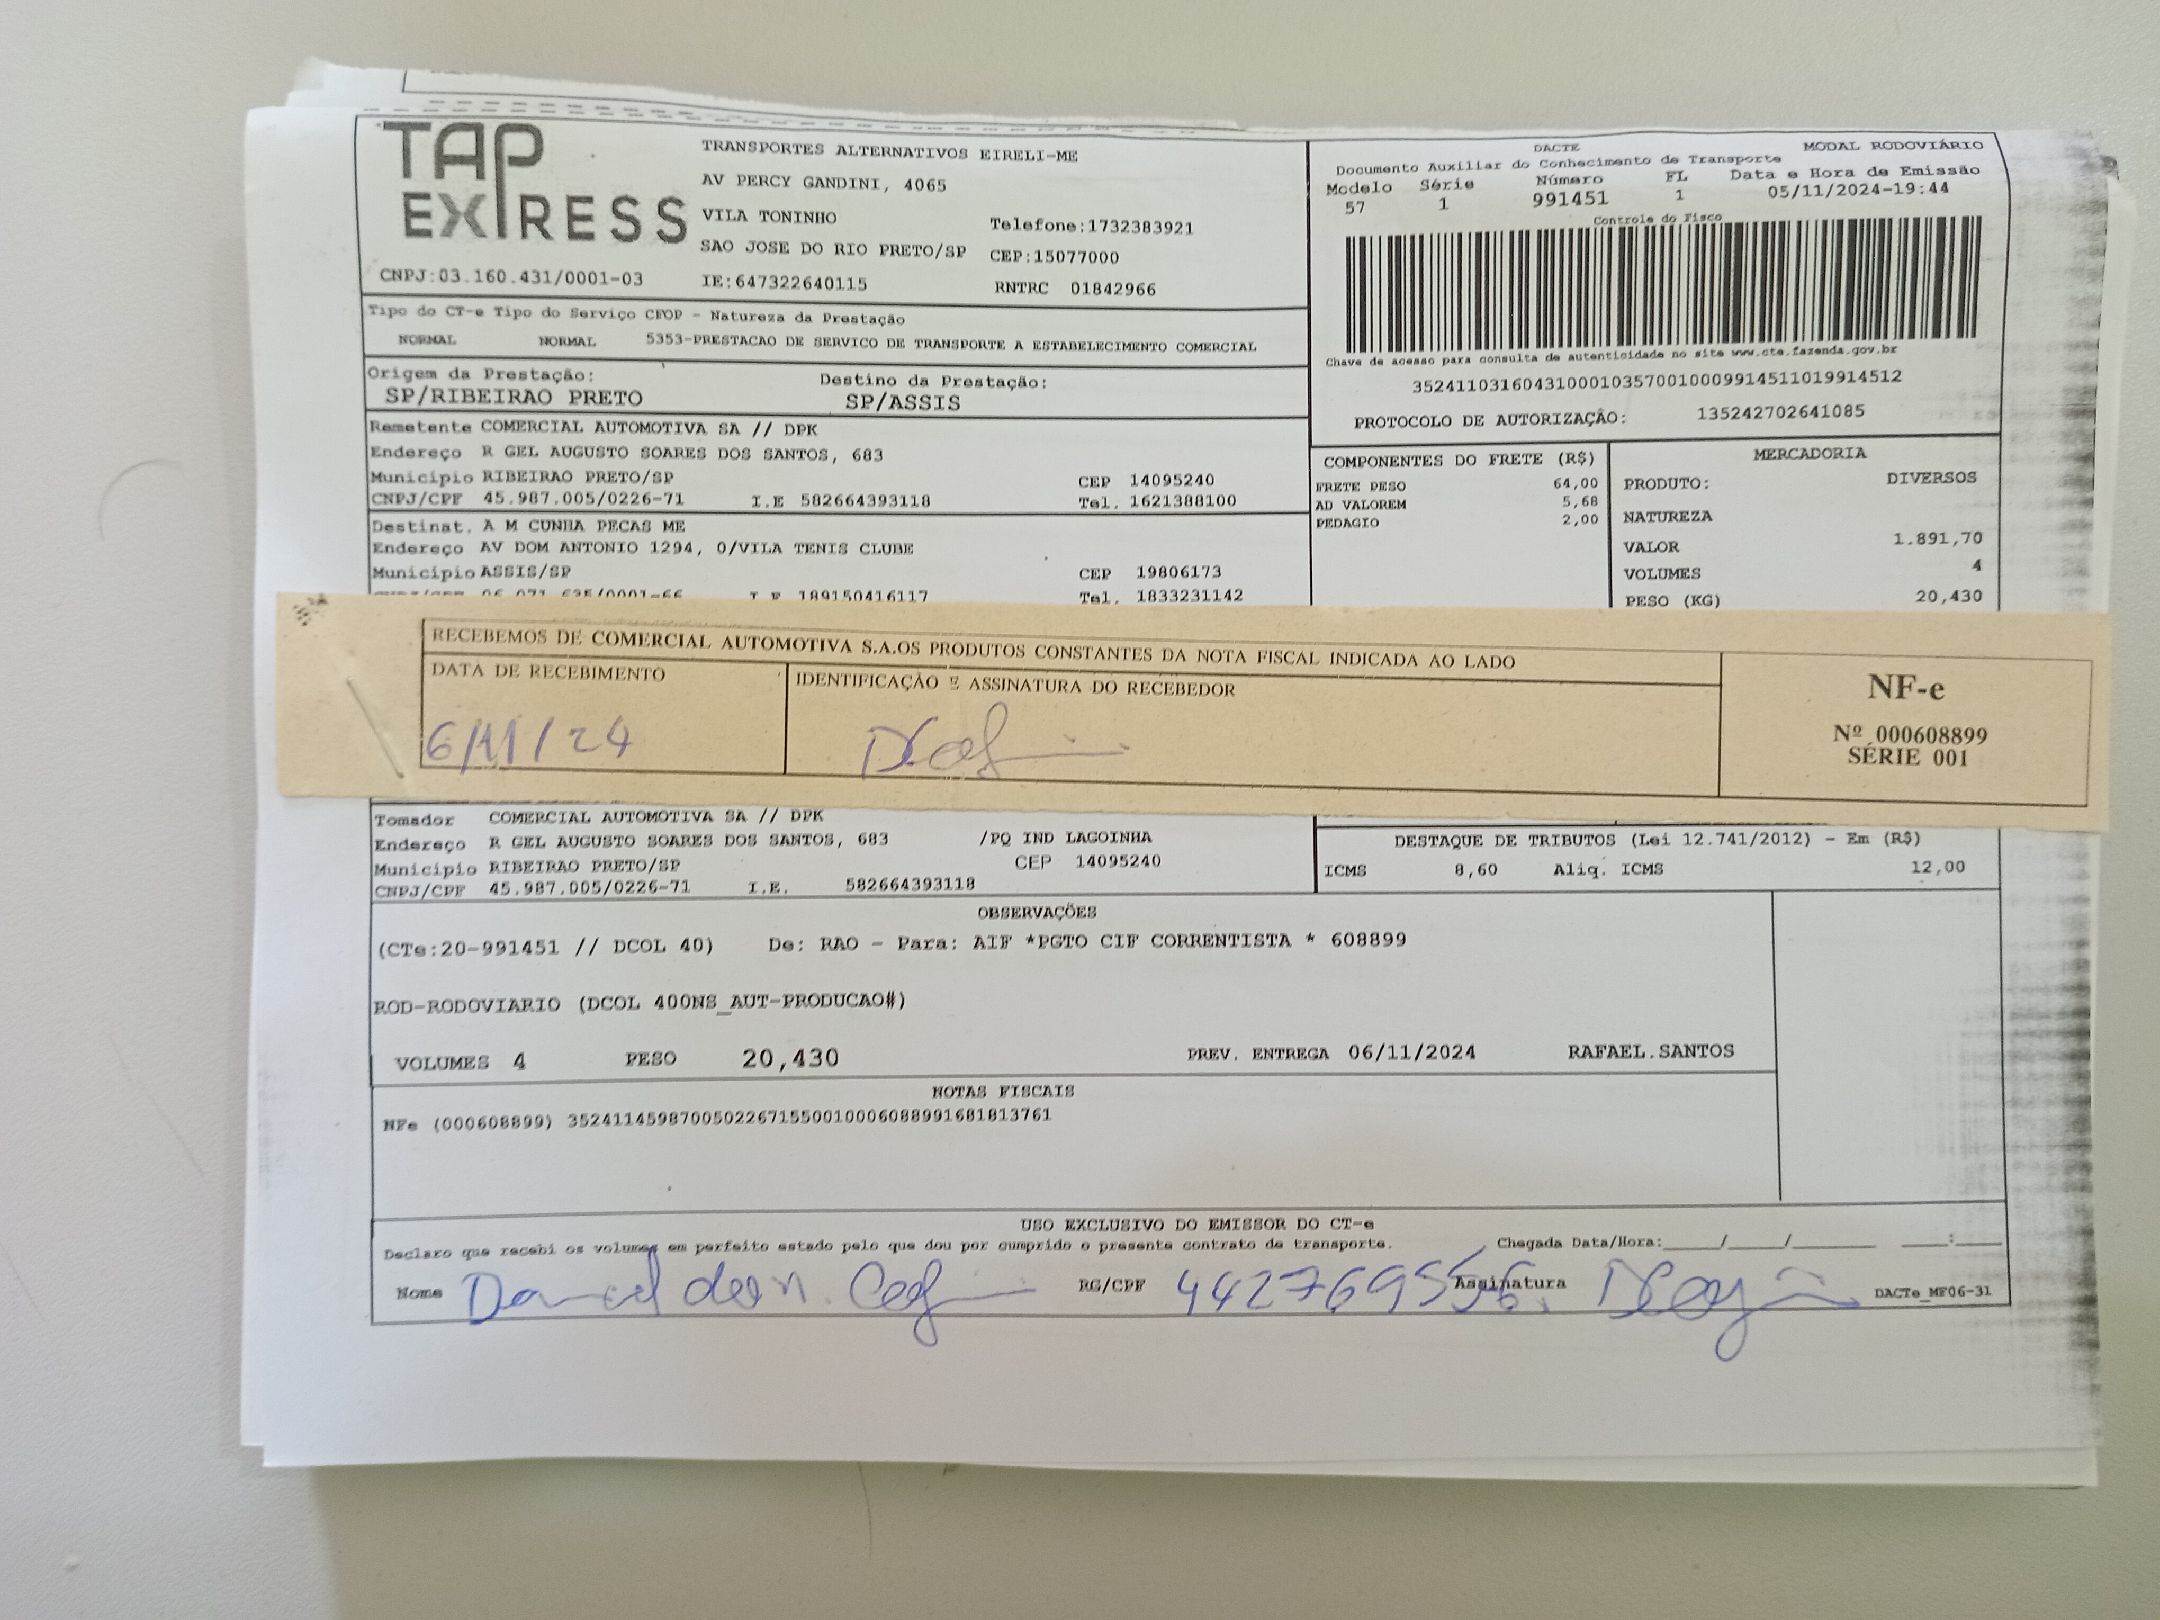 TAP EXPRESS
TRANSPORTES ALTERNATIVOS EIRELI-ME
AV PERCY GANDINI, 4065
VILA TONINHO
Telefone:1732383921
SAO JOSE DO RIO PRETO/SP CEP:15077000
CNPJ:03.160.431/0001-03 IE:647322640115 RNTRC 01842966
DACTE MODAL RODOVIÁRIO
Documento Auxiliar do Conhecimento de Transporte
Modelo Série Número FL Data e Hora de Emissão
57 1 991451 1 05/11/2024-19:44
Controle do Fisco
Chave de acesso para consulta de autenticidade no site www.cte.fazenda.gov.br
35241103160431000103570010009914511019914512
PROTOCOLO DE AUTORIZAÇÃO: 135242702641085
Tipo do CT-e Tipo do Serviço CFOP - Natureza da Prestação
NORMAL NORMAL 5353-PRESTACAO DE SERVICO DE TRANSPORTE A ESTABELECIMENTO COMERCIAL
Origem da Prestação: Destino da Prestação:
SP/RIBEIRAO PRETO SP/ASSIS
Remetente COMERCIAL AUTOMOTIVA SA // DPK
Endereço R GEL AUGUSTO SOARES DOS SANTOS, 683
Município RIBEIRAO PRETO/SP CEP 14095240
CNPJ/CPF 45.987.005/0226-71 I.E 582664393118 Tel. 1621388100
Destinat. A M CUNHA PECAS ME
Endereço AV DOM ANTONIO 1294, 0/VILA TENIS CLUBE
Município ASSIS/SP CEP 19806173
CNPJ/CPF 06.071.635/0001-66 I.E 189150416117 Tel. 1833231142
COMPONENTES DO FRETE (R$)
FRETE PESO 64,00
AD VALOREM 5,68
PEDAGIO 2,00
MERCADORIA
PRODUTO: DIVERSOS
NATUREZA
VALOR 1.891,70
VOLUMES 4
PESO (KG) 20,430
RECEBEMOS DE COMERCIAL AUTOMOTIVA S.A.OS PRODUTOS CONSTANTES DA NOTA FISCAL INDICADA AO LADO
DATA DE RECEBIMENTO
6/11/24
IDENTIFICAÇÃO E ASSINATURA DO RECEBEDOR
NF-e
Nº 000608899
SÉRIE 001
Tomador COMERCIAL AUTOMOTIVA SA // DPK
Endereço R GEL AUGUSTO SOARES DOS SANTOS, 683 /PQ IND LAGOINHA
Município RIBEIRAO PRETO/SP CEP 14095240
CNPJ/CPF 45.987.005/0226-71 I.E. 582664393118
DESTAQUE DE TRIBUTOS (Lei 12.741/2012) - Em (R$)
ICMS 8,60 Aliq. ICMS 12,00
OBSERVAÇÕES
(CTe:20-991451 // DCOL 40) De: RAO - Para: AIF *PGTO CIF CORRENTISTA * 608899
ROD-RODOVIARIO (DCOL 400NS_AUT-PRODUCAO#)
VOLUMES 4 PESO 20,430 PREV. ENTREGA 06/11/2024 RAFAEL.SANTOS
NOTAS FISCAIS
NFe (000608899) 35241145987005022671550010006088991681813761
USO EXCLUSIVO DO EMISSOR DO CT-e
Declaro que recebi os volumes em perfeito estado pelo que dou por cumprido o presente contrato de transporte. Chegada Data/Hora:____/____/______ ___:___
Nome RG/CPF 442769556 Assinatura DACTe_MF06-31